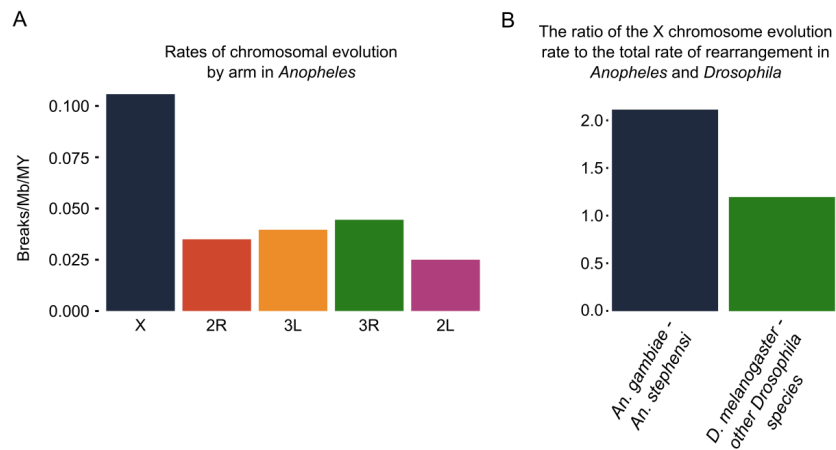 A
Rates of chromosomal evolution
by arm in Anopheles
Breaks/Mb/MY
0.100
0.075
0.050
0.025
0.000
X
2R
3L
3R
2L
B
The ratio of the X chromosome evolution
rate to the total rate of rearrangement in
Anopheles and Drosophila
2.0
1.5
1.0
0.5
0.0
An. gambiae -
An. stephensi
D. melanogaster -
other Drosophila
species